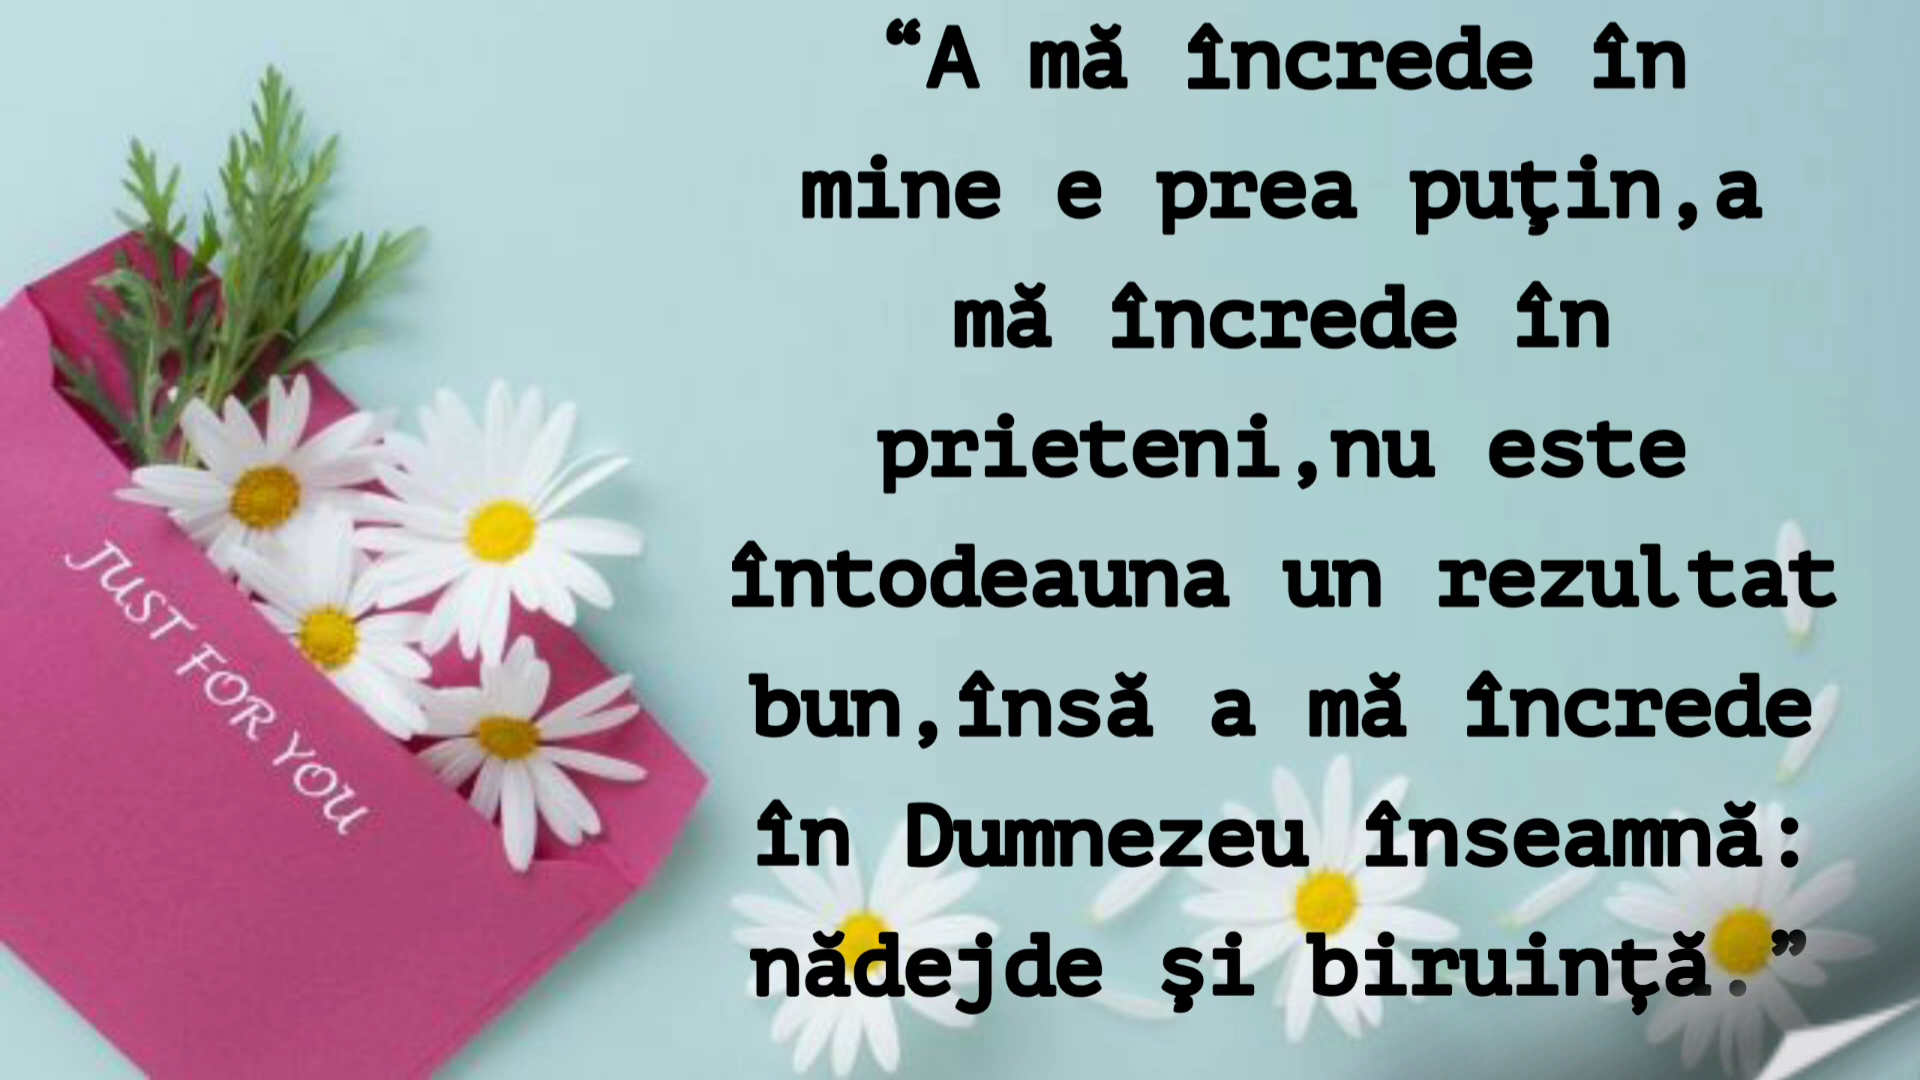 “A mă încrede în
mine e prea puţin,a
mă încrede în
prieteni,nu este
întodeauna un rezultat
bun,însă a mă încrede
în Dumnezeu înseamnă:
nădejde şi biruinţă.”
JUST FOR YOU